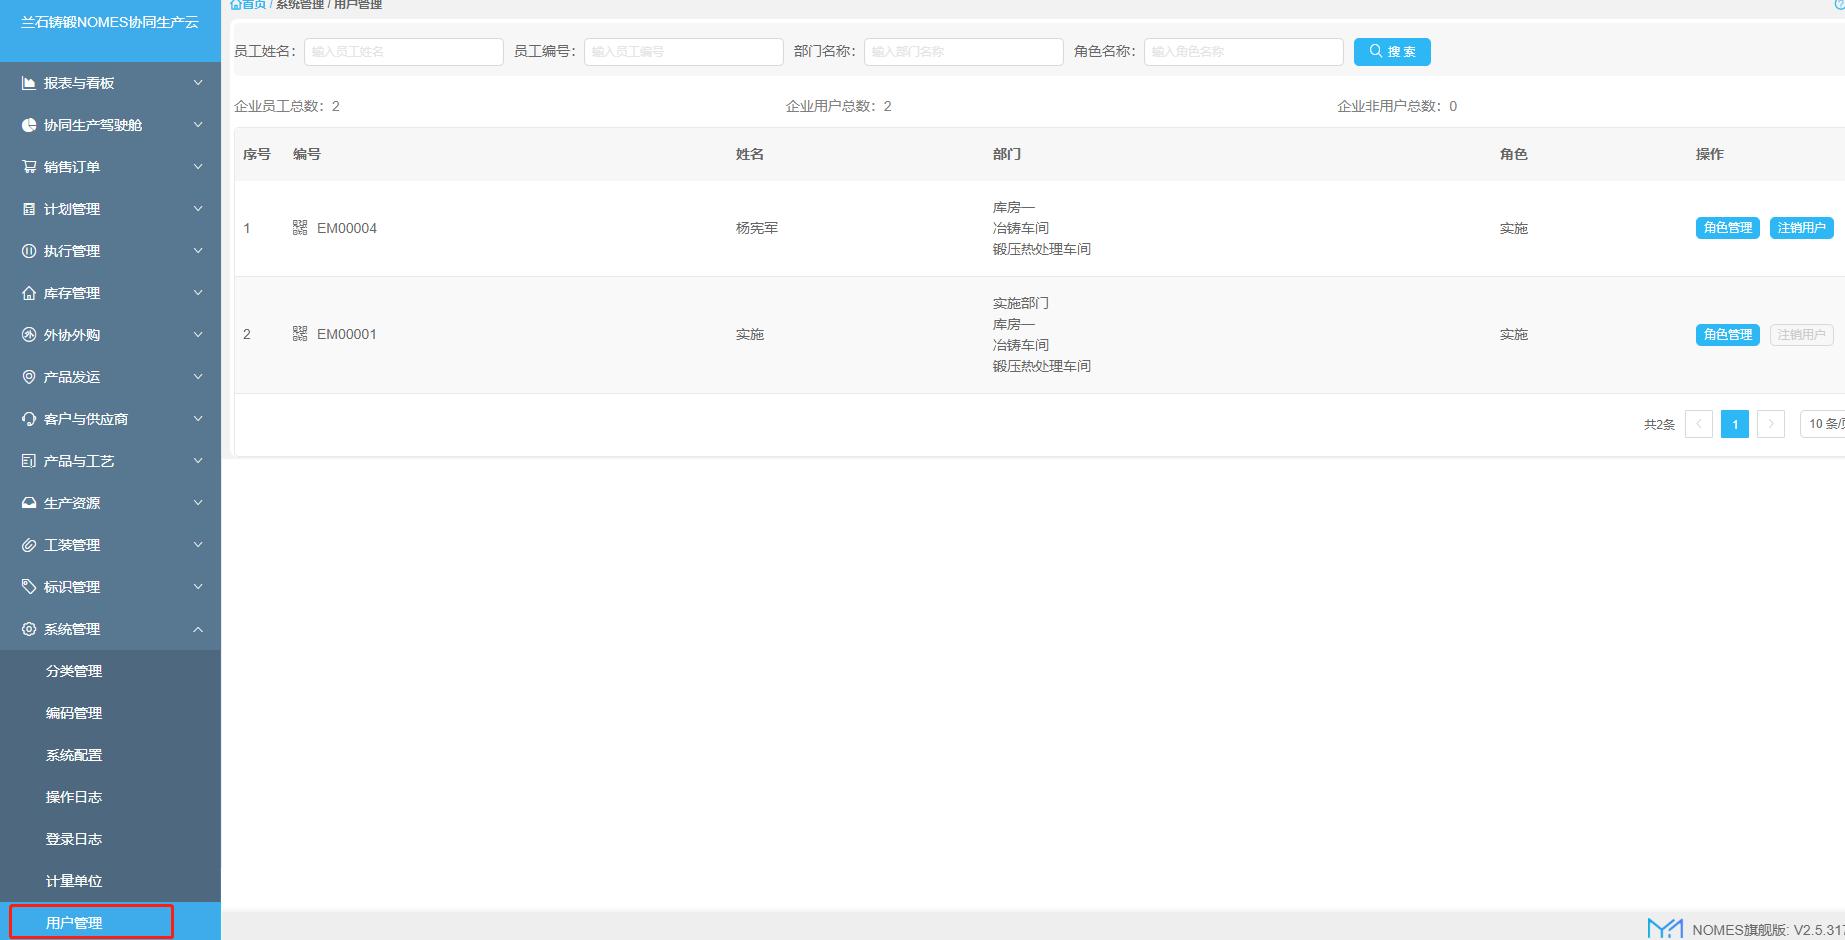 兰石铸锻NOMES协同生产云
首页 / 系统管理 / 用户管理
报表与看板
协同生产驾驶舱
销售订单
计划管理
执行管理
库存管理
外协外购
产品发运
客户与供应商
产品与工艺
生产资源
工装管理
标识管理
系统管理
分类管理
编码管理
系统配置
操作日志
登录日志
计量单位
用户管理
员工姓名： 输入员工姓名 员工编号： 输入员工编号 部门名称： 输入部门名称 角色名称： 输入角色名称 搜 索
企业员工总数：2 企业用户总数：2 企业非用户总数：0
序号 编号 姓名 部门 角色 操作
库房一
1 EM00004 杨宪军 冶铸车间 实施 角色管理 注销用户
锻压热处理车间
实施部门
库房一
2 EM00001 实施 冶铸车间 实施 角色管理 注销用户
锻压热处理车间
共2条 1 10 条/
NOMES旗舰版: V2.5.317